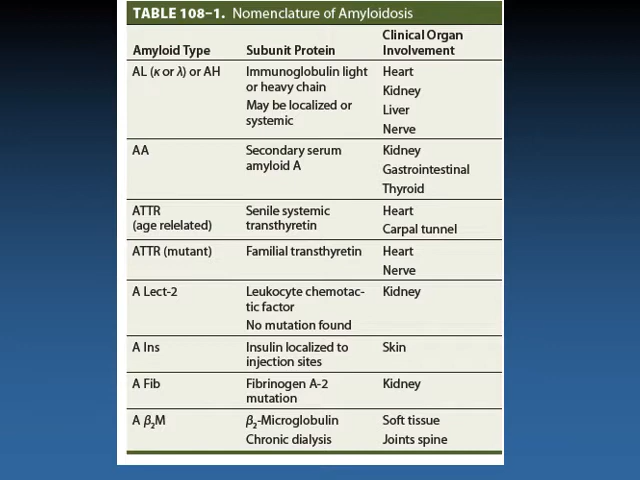 TABLE 108–1. Nomenclature of Amyloidosis
Amyloid Type Subunit Protein Clinical Organ Involvement
AL (κ or λ) or AH Immunoglobulin light Heart
or heavy chain Kidney
May be localized or Liver
systemic Nerve
AA Secondary serum Kidney
amyloid A Gastrointestinal
Thyroid
ATTR Senile systemic Heart
(age relelated) transthyretin Carpal tunnel
ATTR (mutant) Familial transthyretin Heart
Nerve
A Lect-2 Leukocyte chemotac- Kidney
tic factor
No mutation found
A Ins Insulin localized to Skin
injection sites
A Fib Fibrinogen A-2 Kidney
mutation
A β₂M β₂-Microglobulin Soft tissue
Chronic dialysis Joints spine